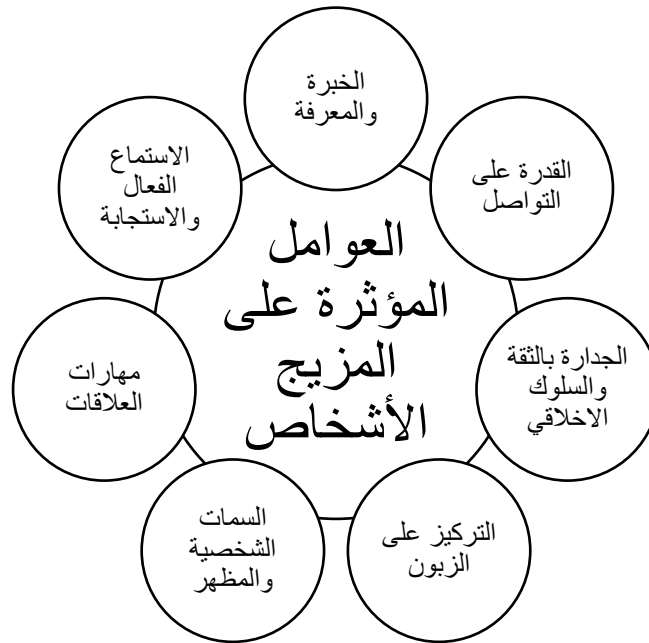 العوامل
المؤثرة على
المزيج
الأشخاص
الخبرة
والمعرفة
القدرة على
التواصل
الجدارة بالثقة
والسلوك
الاخلاقي
التركيز على
الزبون
السمات
الشخصية
والمظهر
مهارات
العلاقات
الاستماع
الفعال
والاستجابة